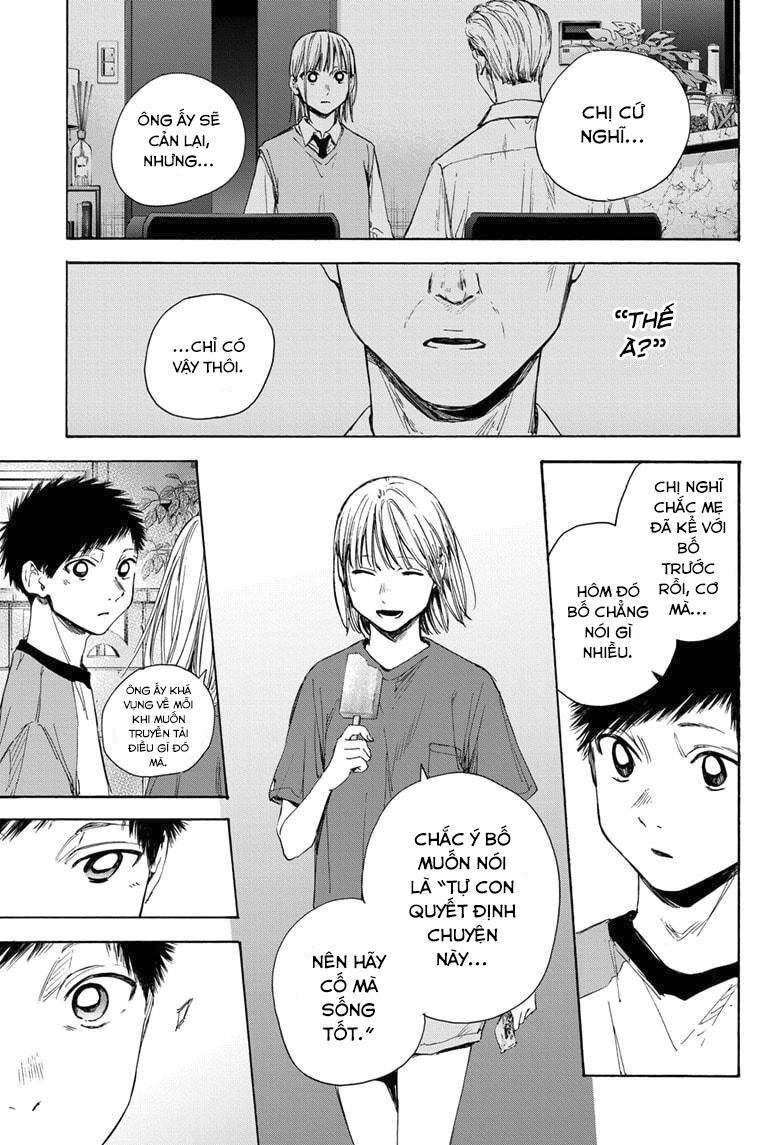 CHỊ CỨ
NGHĨ...
ÔNG ẤY SẼ
CẢN LẠI,
NHƯNG...
"THẾ
À?"
...CHỈ CÓ
VẬY THÔI.
CHỊ NGHĨ
CHẮC MẸ
ĐÃ KỂ VỚI
BỐ
TRƯỚC
RỒI, CƠ
MÀ...
HÔM ĐÓ
BỐ CHẲNG
NÓI GÌ
NHIỀU.
CHẮC Ý BỐ
MUỐN NÓI
LÀ "TỰ CON
QUYẾT ĐỊNH
CHUYỆN
NÀY...
NÊN HÃY
CỐ MÀ
SỐNG
TỐT."
ÔNG ẤY KHÁ
VỤNG VỀ MỖI
KHI MUỐN
TRUYỀN TẢI
ĐIỀU GÌ ĐÓ
MÀ.